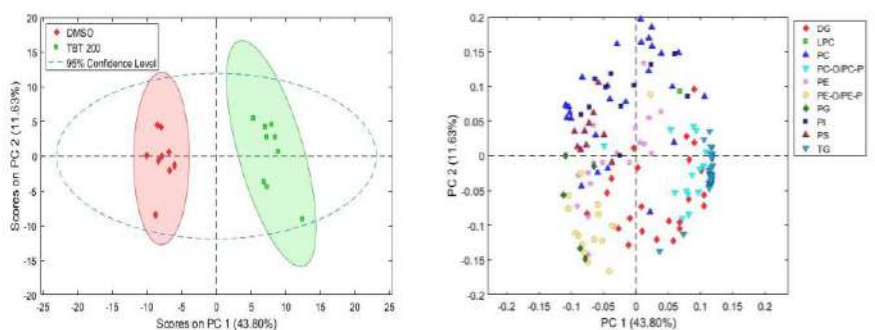 DMSO
TBT 200
95% Confidence Level
Scores on PC 2 (11.63%)
20
15
10
5
0
-5
-10
-15
-20
-25
-20
-15
-10
-5
0
5
10
15
20
25
Scores on PC 1 (43.80%)
PC 2 (11.63%)
0.2
0.15
0.1
0.05
0
-0.05
-0.1
-0.15
-0.2
-0.2
-0.15
-0.1
-0.05
0
0.05
0.1
0.15
0.2
PC 1 (43.80%)
DG
LPC
PC
PC-O/PC-P
PE
PE-O/PE-P
PG
PI
PS
TG